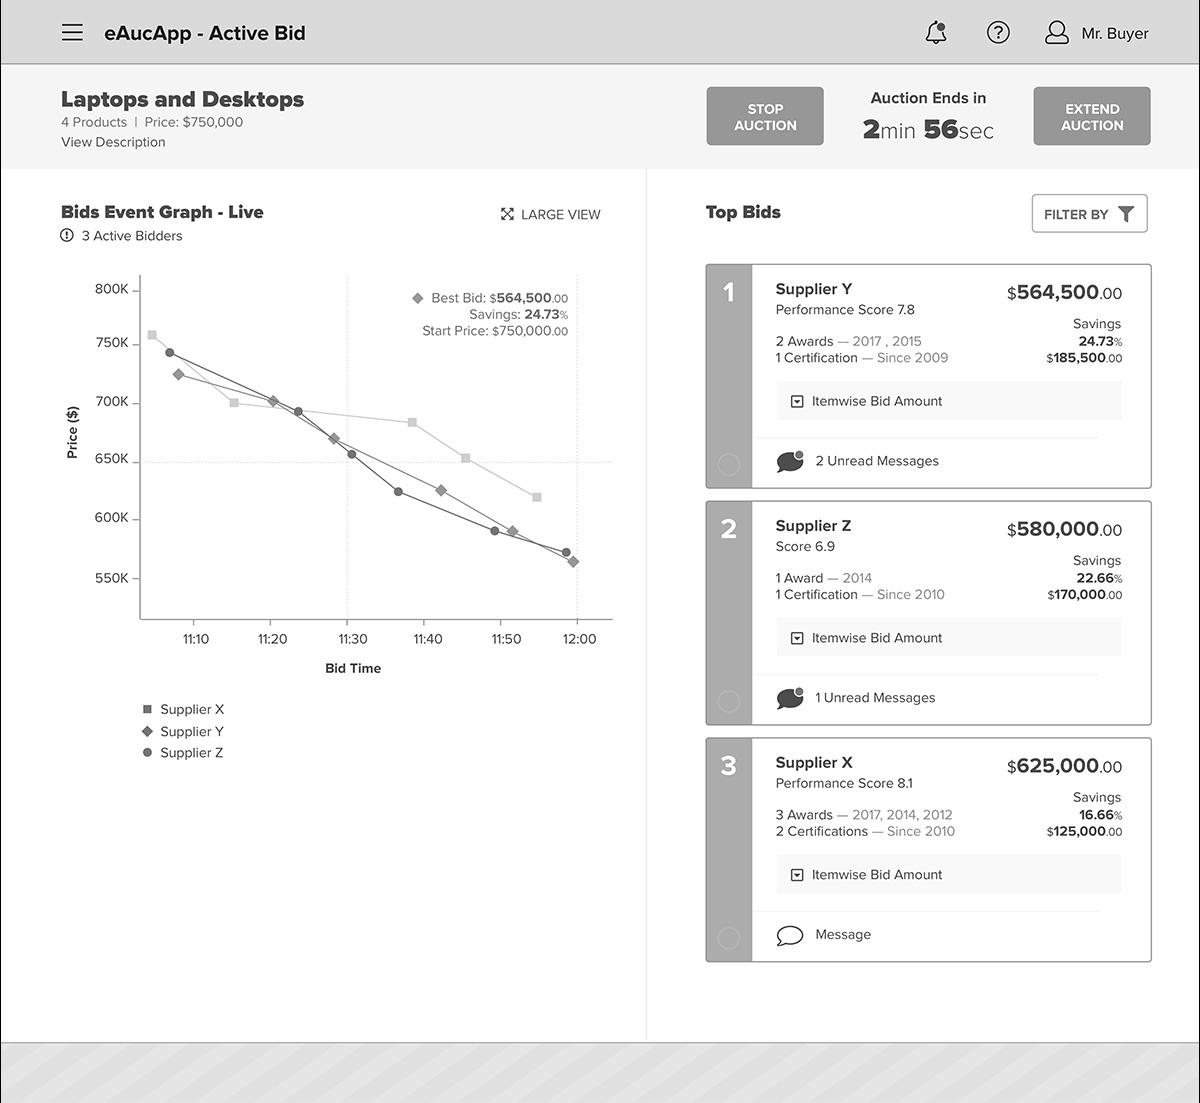 eAucApp - Active Bid
Mr. Buyer
Laptops and Desktops
4 Products | Price: $750,000
View Description
STOP
AUCTION
Auction Ends in
2min 56sec
EXTEND
AUCTION
Bids Event Graph - Live
LARGE VIEW
3 Active Bidders
Best Bid: $564,500.00
Savings: 24.73%
Start Price: $750,000.00
800K
750K
700K
650K
600K
550K
Price ($)
11:10
11:20
11:30
11:40
11:50
12:00
Bid Time
Supplier X
Supplier Y
Supplier Z
Top Bids
FILTER BY
1
Supplier Y
$564,500.00
Performance Score 7.8
Savings
2 Awards — 2017 , 2015
24.73%
1 Certification — Since 2009
$185,500.00
Itemwise Bid Amount
2 Unread Messages
2
Supplier Z
$580,000.00
Score 6.9
Savings
1 Award — 2014
22.66%
1 Certification — Since 2010
$170,000.00
Itemwise Bid Amount
1 Unread Messages
3
Supplier X
$625,000.00
Performance Score 8.1
Savings
3 Awards — 2017, 2014, 2012
16.66%
2 Certifications — Since 2010
$125,000.00
Itemwise Bid Amount
Message